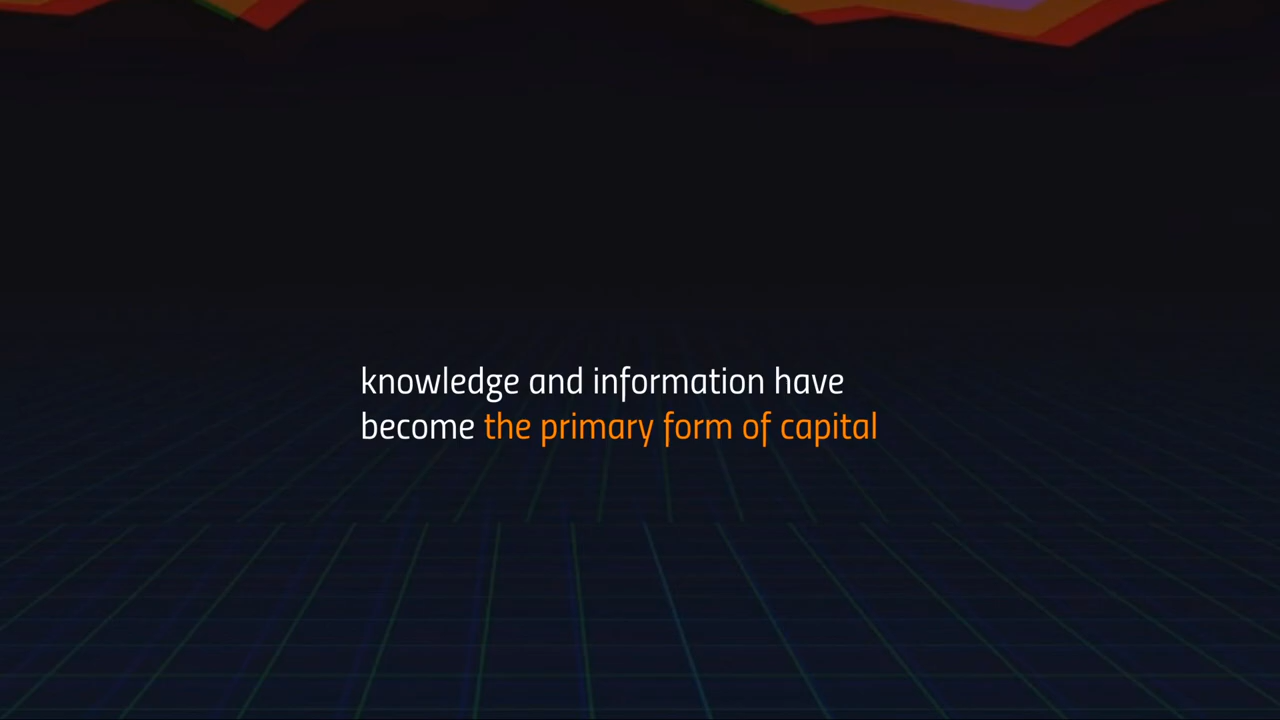 knowledge and information have
become the primary form of capital